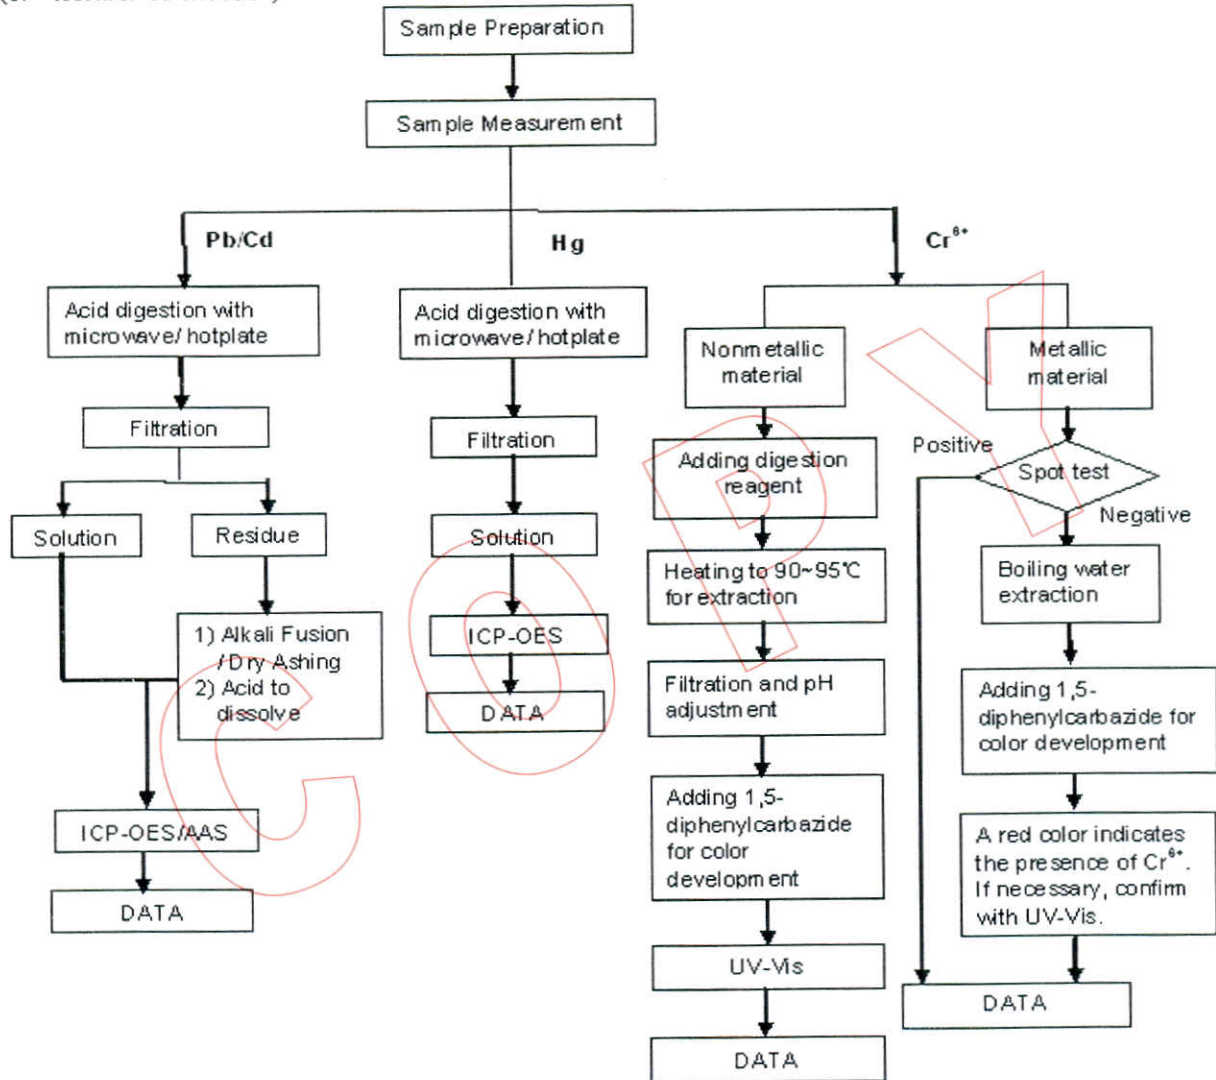 Sample Preparation
Sample Measurement
Pb/Cd
Hg
Cr⁶⁺
Acid digestion with
microwave/ hotplate
Filtration
Solution
Residue
1) Alkali Fusion
/Dry Ashing
2) Acid to
dissolve
ICP-OES/AAS
DATA
Acid digestion with
microwave/ hotplate
Filtration
Solution
ICP-OES
DATA
Nonmetallic
material
Adding digestion
reagent
Heating to 90~95℃
for extraction
Filtration and pH
adjustment
Adding 1,5-
diphenylcarbazide
for color
development
UV-Vis
DATA
Metallic
material
Positive
Spot test
Negative
Boiling water
extraction
Adding 1,5-
diphenylcarbazide for
color development
A red color indicates
the presence of Cr⁶⁺.
If necessary, confirm
with UV-Vis.
DATA
COPY